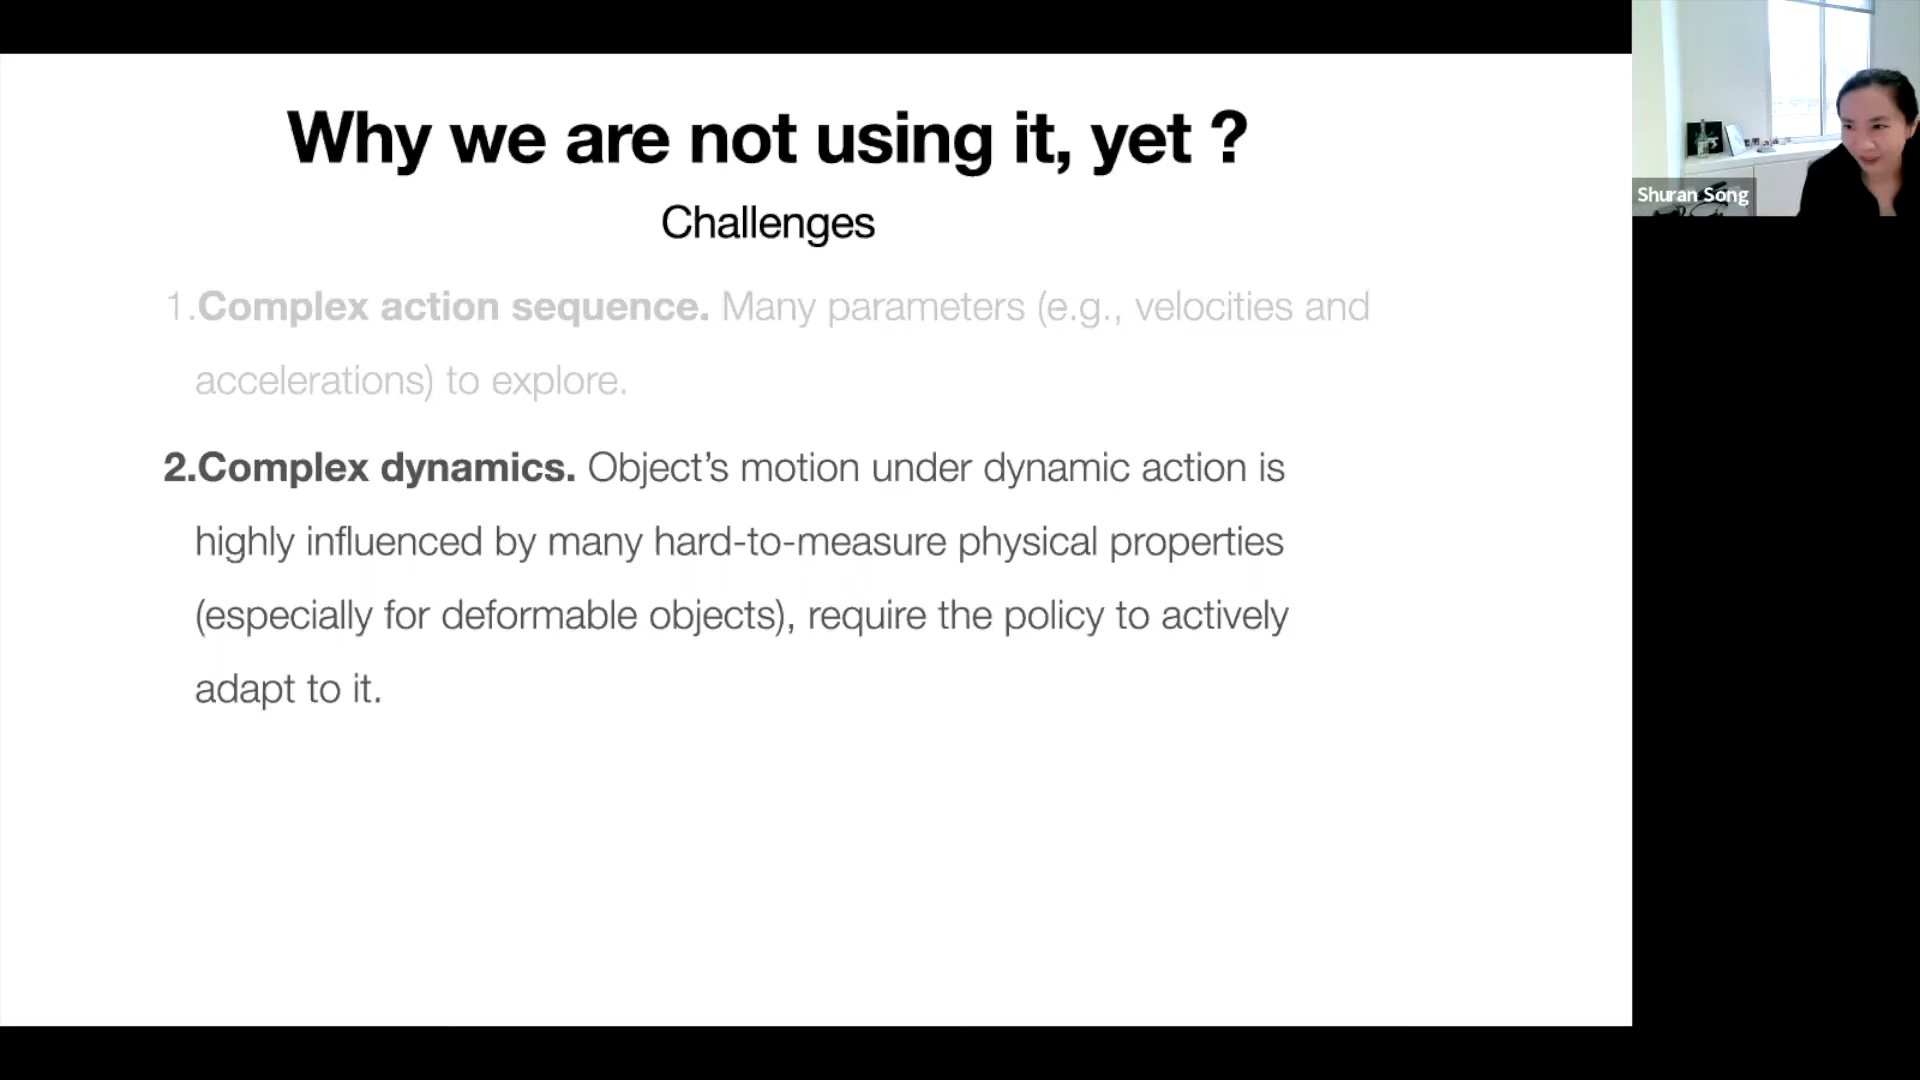 Why we are not using it, yet ?
Challenges
1.Complex action sequence. Many parameters (e.g., velocities and
accelerations) to explore.
2.Complex dynamics. Object’s motion under dynamic action is
highly influenced by many hard-to-measure physical properties
(especially for deformable objects), require the policy to actively
adapt to it.
Shuran Song